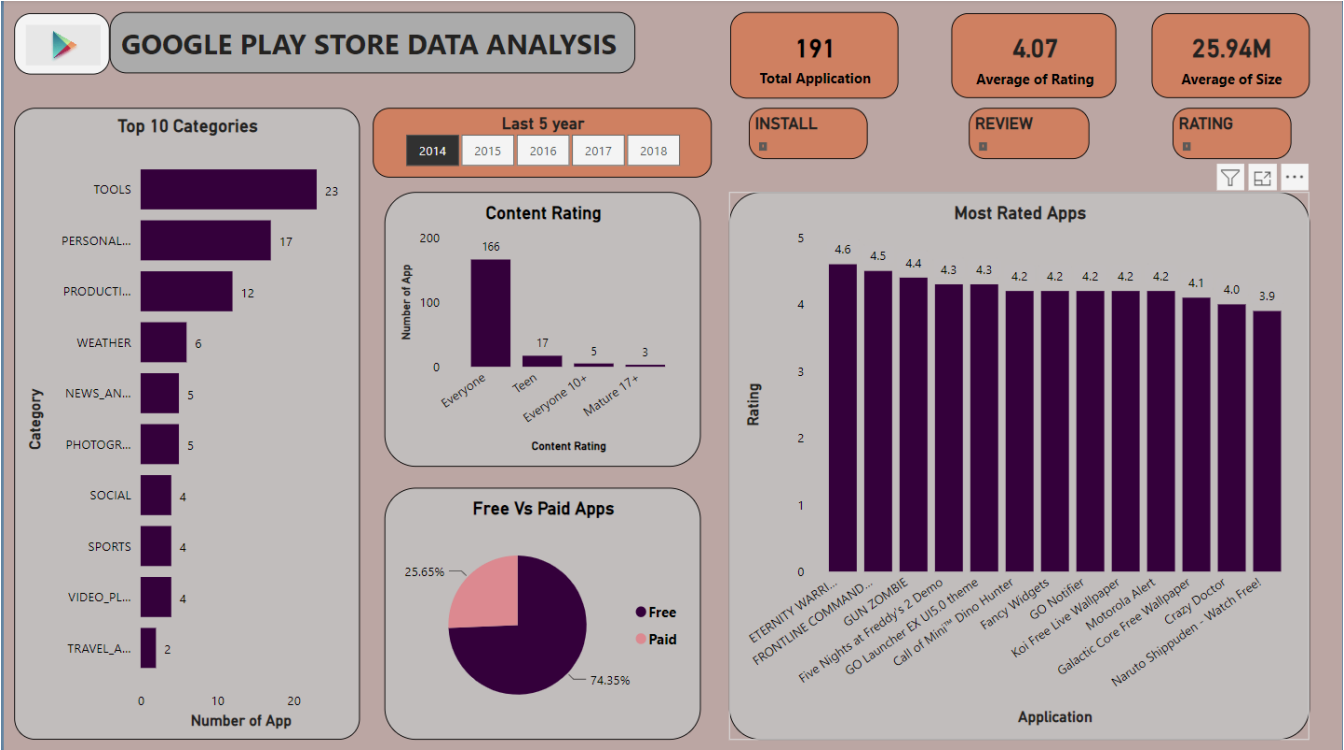 GOOGLE PLAY STORE DATA ANALYSIS
191
Total Application
4.07
Average of Rating
25.94M
Average of Size
Last 5 year
2014
2015
2016
2017
2018
INSTALL
REVIEW
RATING
Top 10 Categories
Category
TOOLS
23
PERSONAL...
17
PRODUCTI...
12
WEATHER
6
NEWS_AN...
5
PHOTOGR...
5
SOCIAL
4
SPORTS
4
VIDEO_PL...
4
TRAVEL_A...
2
0
10
20
Number of App
Content Rating
Number of App
200
100
0
166
17
5
3
Everyone
Teen
Everyone 10+
Mature 17+
Content Rating
Free Vs Paid Apps
25.65%
74.35%
Free
Paid
Most Rated Apps
Rating
5
4
3
2
1
0
4.6
4.5
4.4
4.3
4.3
4.2
4.2
4.2
4.2
4.2
4.1
4.0
3.9
ETERNITY WARRI...
FRONTLINE COMMAND...
GUN ZOMBIE
Five Nights at Freddy's 2 Demo
GO Launcher EX UI5.0 theme
Call of Mini™ Dino Hunter
Fancy Widgets
GO Notifier
Koi Free Live Wallpaper
Motorola Alert
Galactic Core Free Wallpaper
Crazy Doctor
Naruto Shippuden - Watch Free!
Application